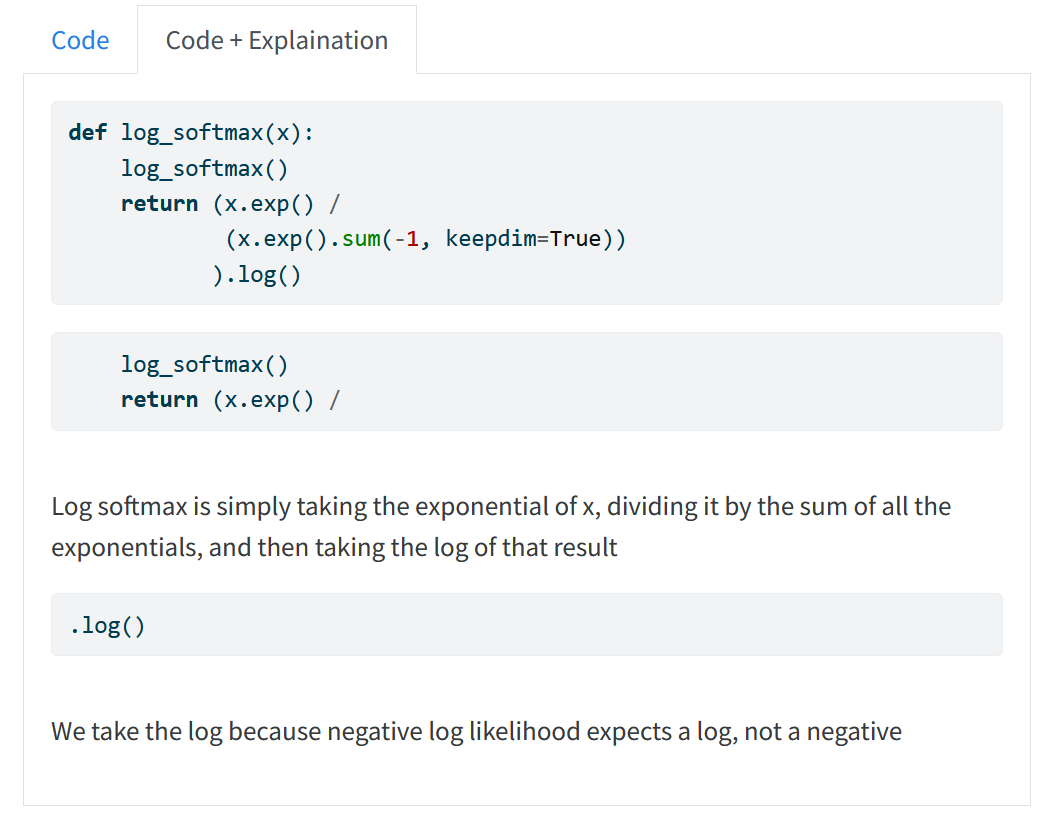 Code
Code + Explaination
def log_softmax(x):
    log_softmax()
    return (x.exp() /
            (x.exp().sum(-1, keepdim=True))
           ).log()
    log_softmax()
    return (x.exp() /
Log softmax is simply taking the exponential of x, dividing it by the sum of all the
exponentials, and then taking the log of that result
.log()
We take the log because negative log likelihood expects a log, not a negative